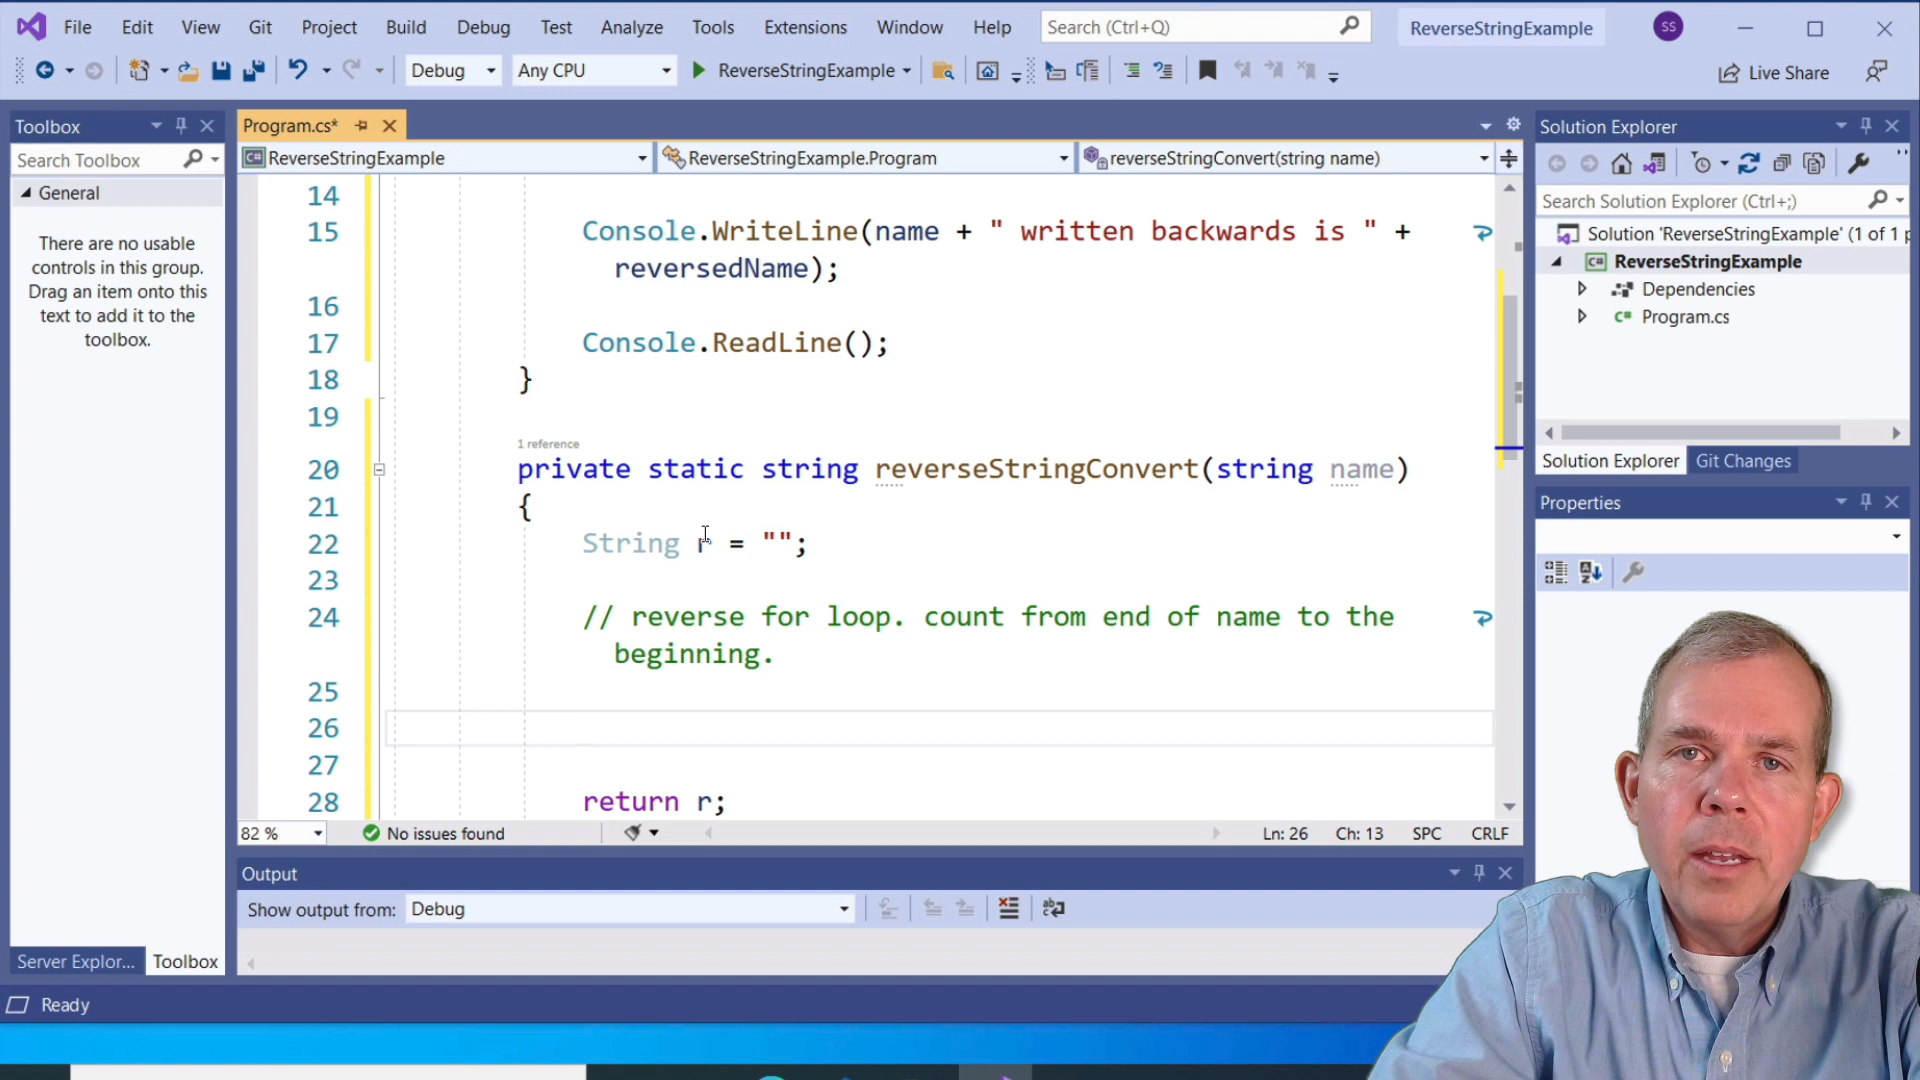 File Edit View Git Project Build Debug Test Tools Extensions Window Help Search (Ctrl+Q) ReverseStringExample SS
Debug Any CPU ReverseStringExample Live Share
Toolbox
Search Toolbox
General
There are no usable
controls in this group.
Drag an item onto this
text to add it to the
toolbox.
Server Explor... Toolbox
Program.cs*
ReverseStringExample ReverseStringExample.Program reverseStringConvert(string name)
14
15 Console.WriteLine(name + " written backwards is " +
reversedName);
16
17 Console.ReadLine();
18 }
19
1 reference
20 private static string reverseStringConvert(string name)
21 {
22 String r = "";
23
24 // reverse for loop. count from end of name to the
beginning.
25
26
27
28 return r;
82 % No issues found Ln: 26 Ch: 13 SPC CRLF
Output
Show output from: Debug
Solution Explorer
Search Solution Explorer (Ctrl+;)
Solution 'ReverseStringExample' (1 of 1 p
C# ReverseStringExample
Dependencies
C# Program.cs
Solution Explorer Git Changes
Properties
Ready